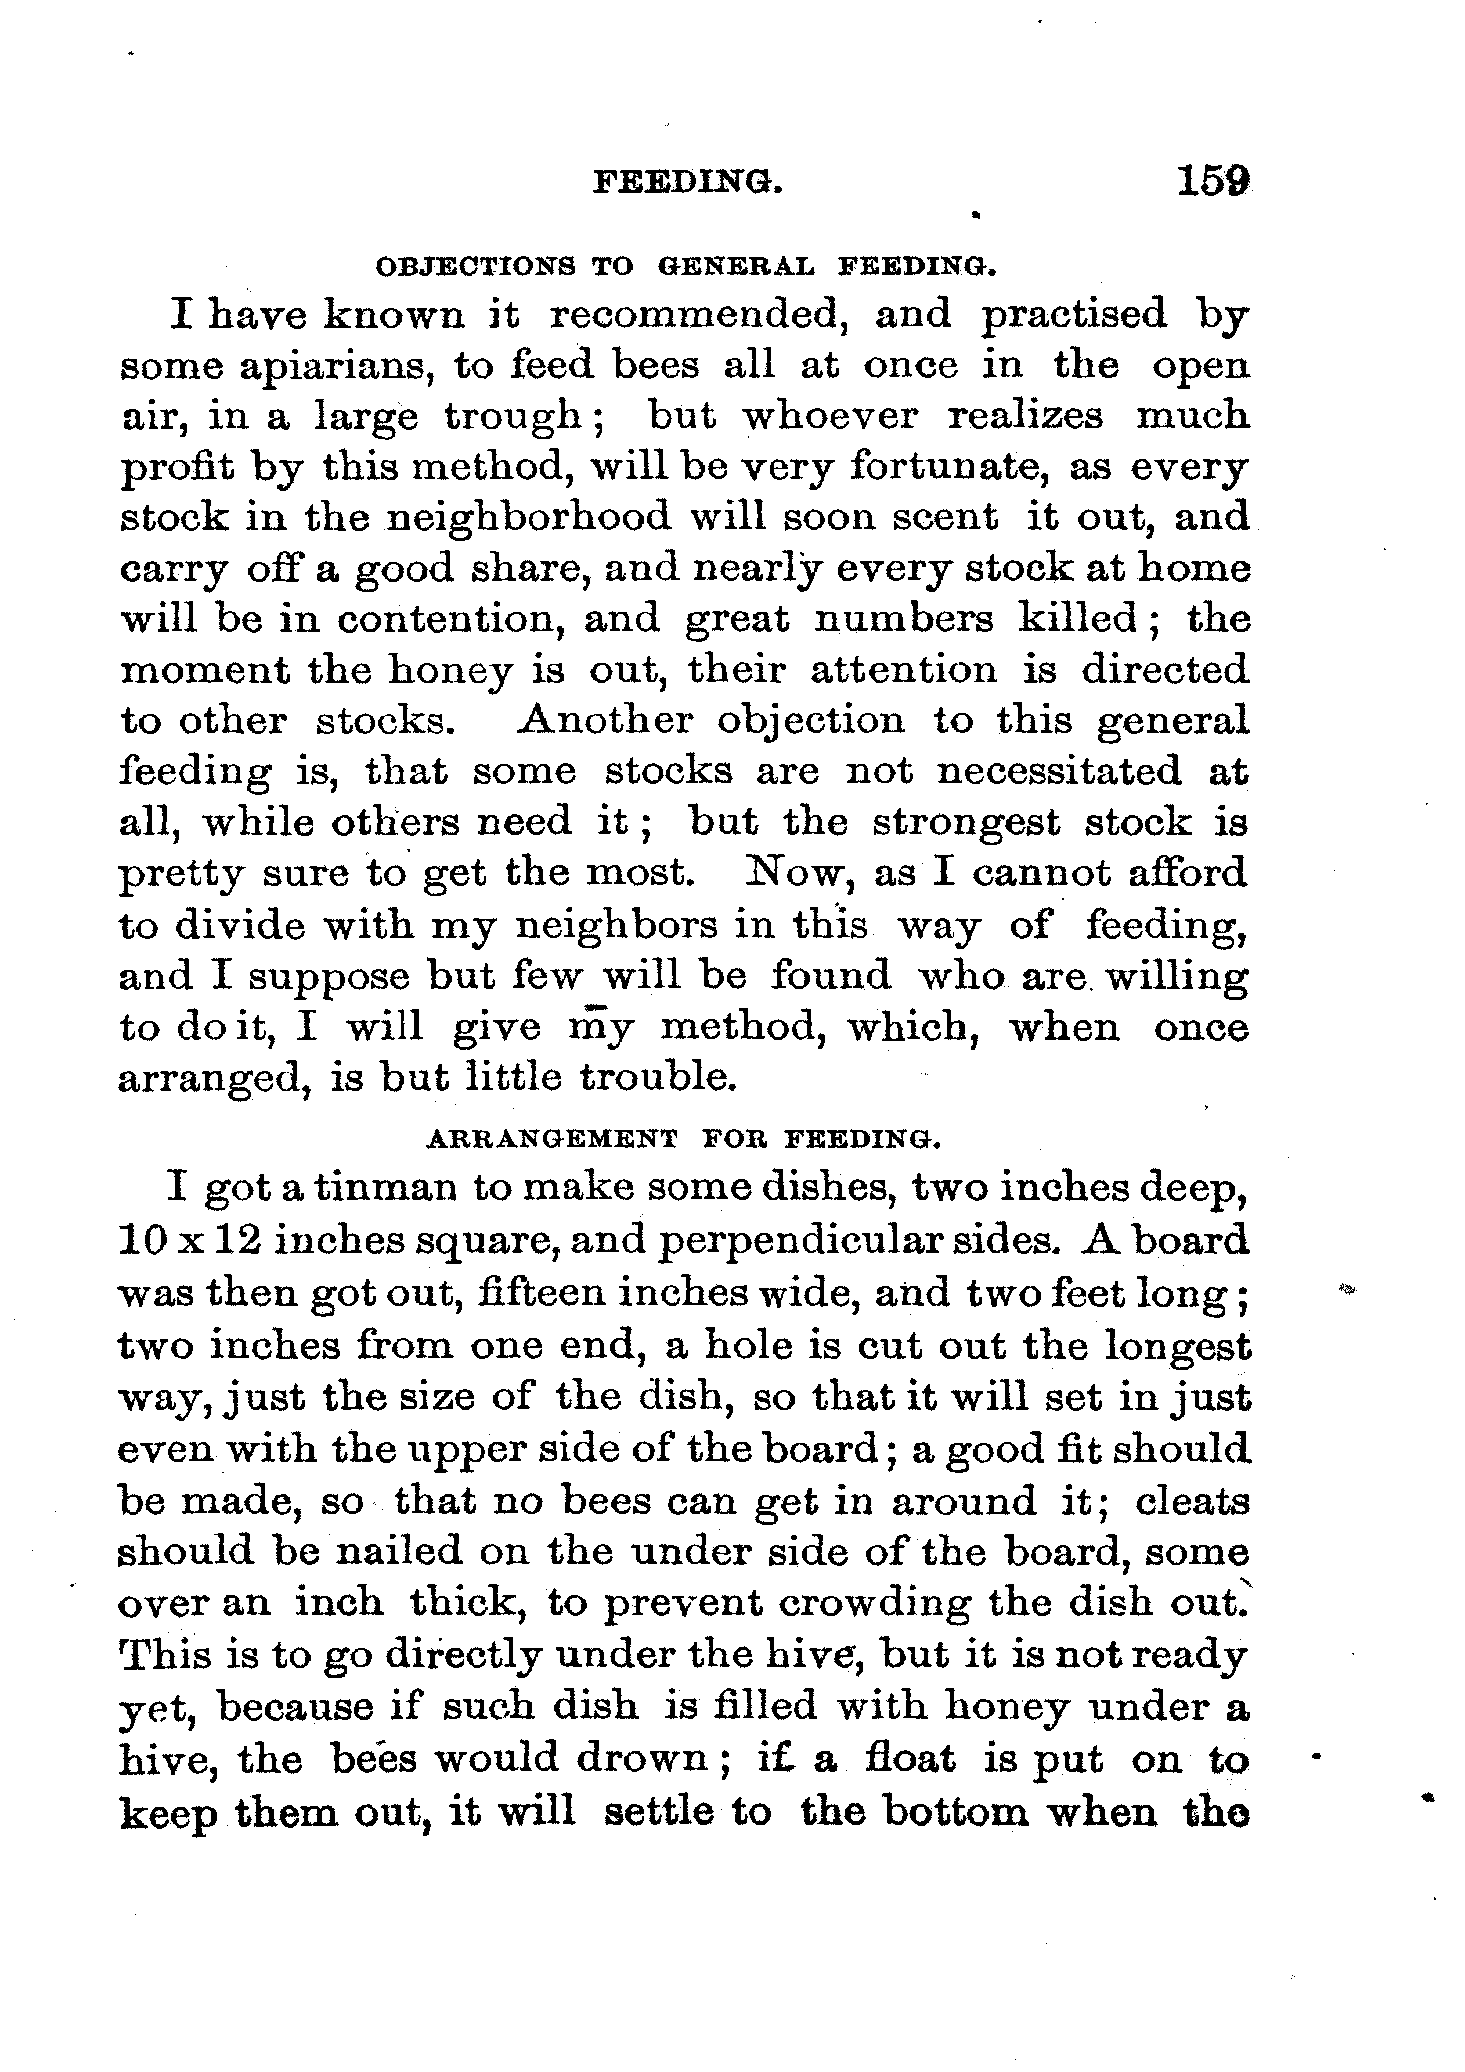 FEEDING. 159
OBJECTIONS TO GENERAL FEEDING.
I have known it recommended, and practised by
some apiarians, to feed bees all at once in the open
air, in a large trough; but whoever realizes much
profit by this method, will be very fortunate, as every
stock in the neighborhood will soon scent it out, and
carry off a good share, and nearly every stock at home
will be in contention, and great numbers killed; the
moment the honey is out, their attention is directed
to other stocks. Another objection to this general
feeding is, that some stocks are not necessitated at
all, while others need it; but the strongest stock is
pretty sure to get the most. Now, as I cannot afford
to divide with my neighbors in this way of feeding,
and I suppose but few will be found who are willing
to do it, I will give my method, which, when once
arranged, is but little trouble.
ARRANGEMENT FOR FEEDING.
I got a tinman to make some dishes, two inches deep,
10 x 12 inches square, and perpendicular sides. A board
was then got out, fifteen inches wide, and two feet long;
two inches from one end, a hole is cut out the longest
way, just the size of the dish, so that it will set in just
even with the upper side of the board; a good fit should
be made, so that no bees can get in around it; cleats
should be nailed on the under side of the board, some
over an inch thick, to prevent crowding the dish out.
This is to go directly under the hive, but it is not ready
yet, because if such dish is filled with honey under a
hive, the bees would drown; if a float is put on to
keep them out, it will settle to the bottom when the